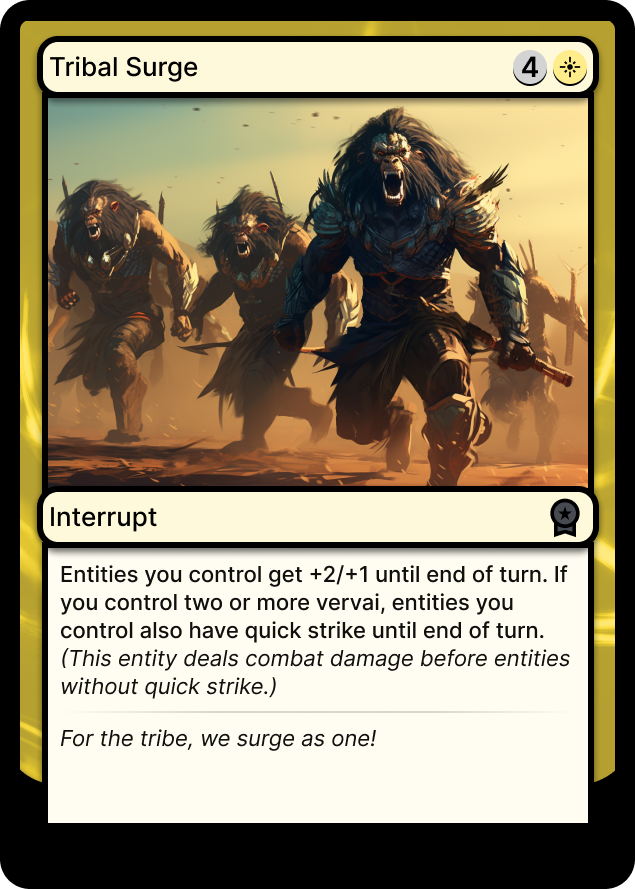 Tribal Surge
4
Interrupt
Entities you control get +2/+1 until end of turn. If
you control two or more vervai, entities you
control also have quick strike until end of turn.
(This entity deals combat damage before entities
without quick strike.)
For the tribe, we surge as one!